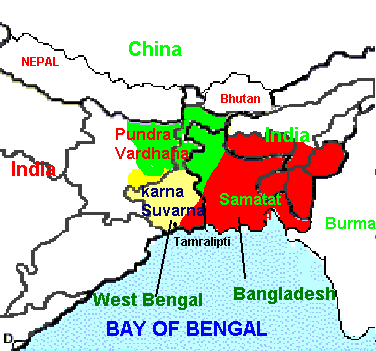 China
NEPAL
Bhutan
Pundra
Vardhana
India
India
karna
Suvarna
Samatat
Burma
Tamralipti
West Bengal
Bangladesh
BAY OF BENGAL
D